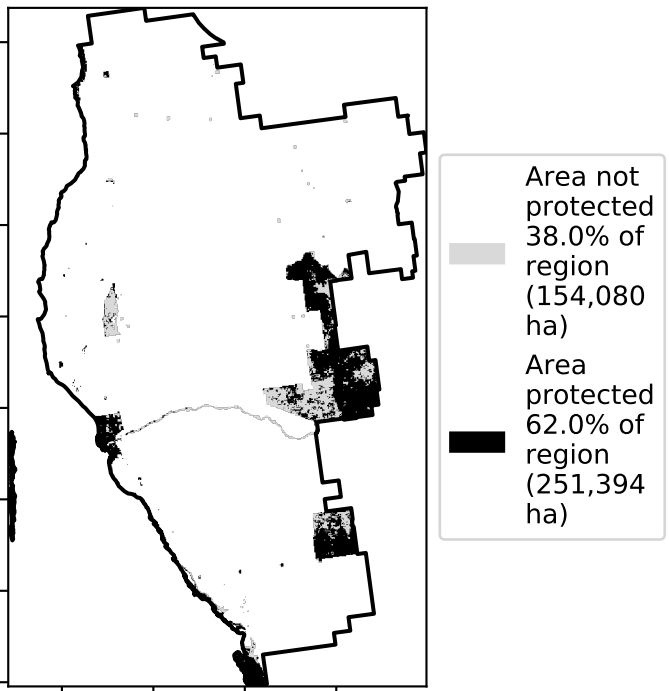 Area not
protected
38.0% of
region
(154,080
ha)
Area
protected
62.0% of
region
(251,394
ha)